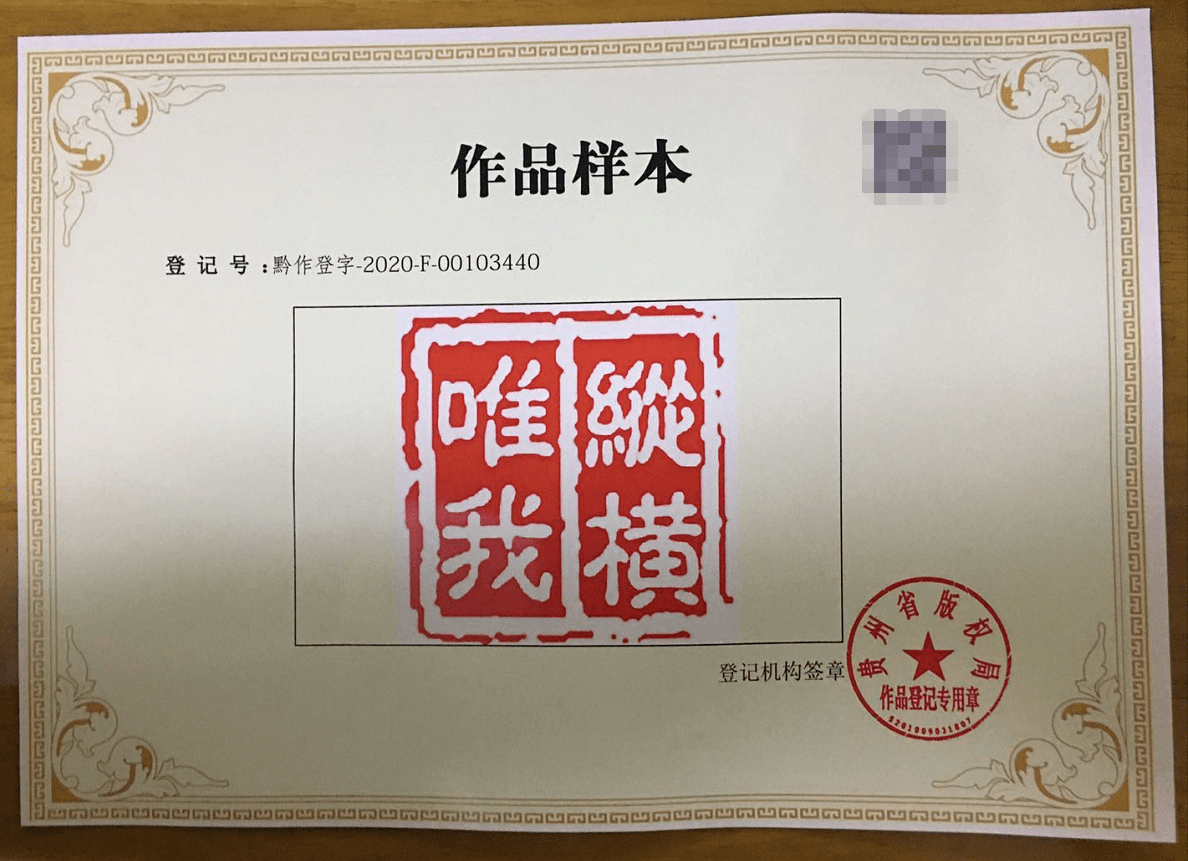 作品样本
登记号:黔作登字-2020-F-00103440
縱橫
唯我
登记机构签章
贵州省版权局
作品登记专用章
5201009031807